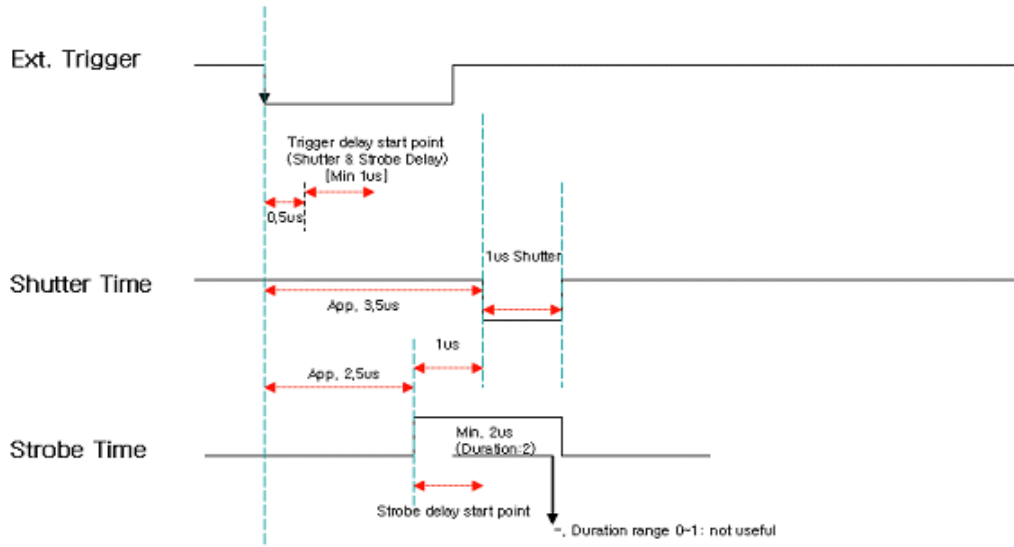 Ext. Trigger
Trigger delay start point
(Shutter & Strobe Delay)
[Min 1us]
0,5us
1us Shutter
Shutter Time
App, 3,5us
1us
App, 2,5us
Strobe Time
Min, 2us
(Duration:2)
Strobe delay start point
-, Duration range 0~1: not useful